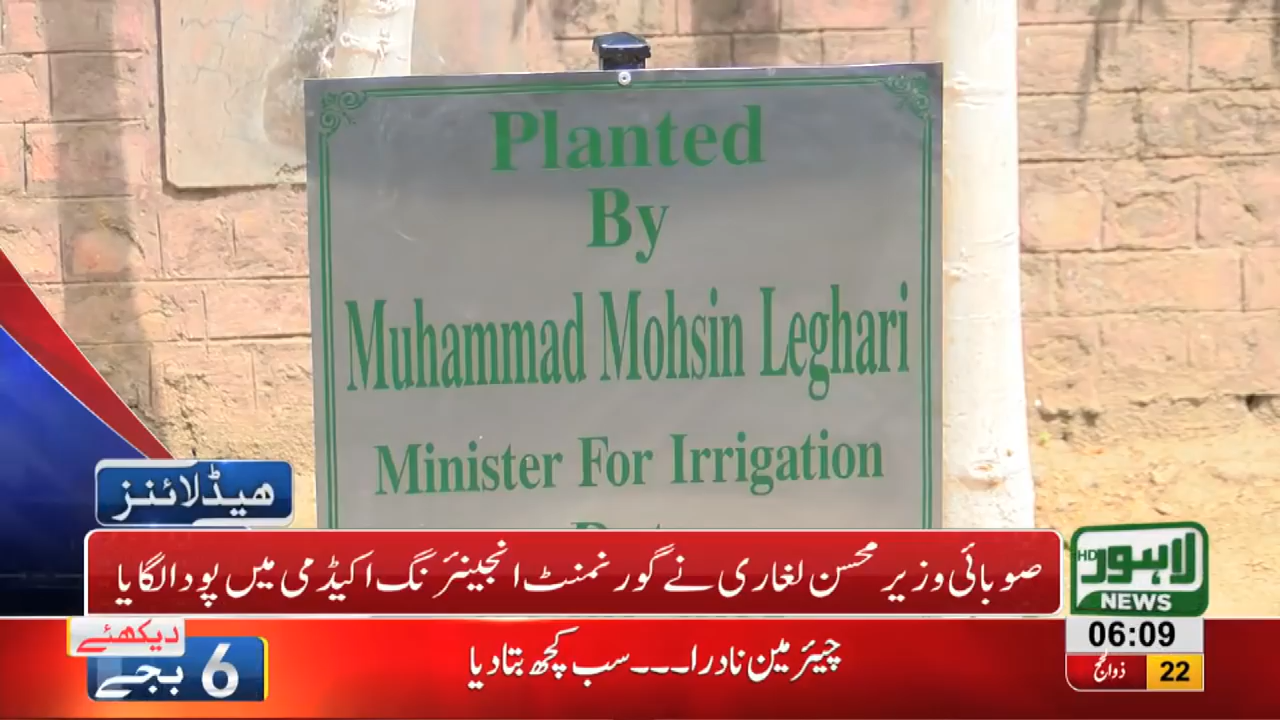 Planted
By
Muhammad Mohsin Leghari
Minister For Irrigation
ھیڈلائنز
صوبائی وزیر محسن لغاری نے گورنمنٹ انجینئرنگ اکیڈمی میں پودا لگایا
HD لاہور
NEWS
دیکھئے
6 بجے
چیئرمین نادرا۔۔۔سب کچھ بتادیا
06:09
22 ذوالحج